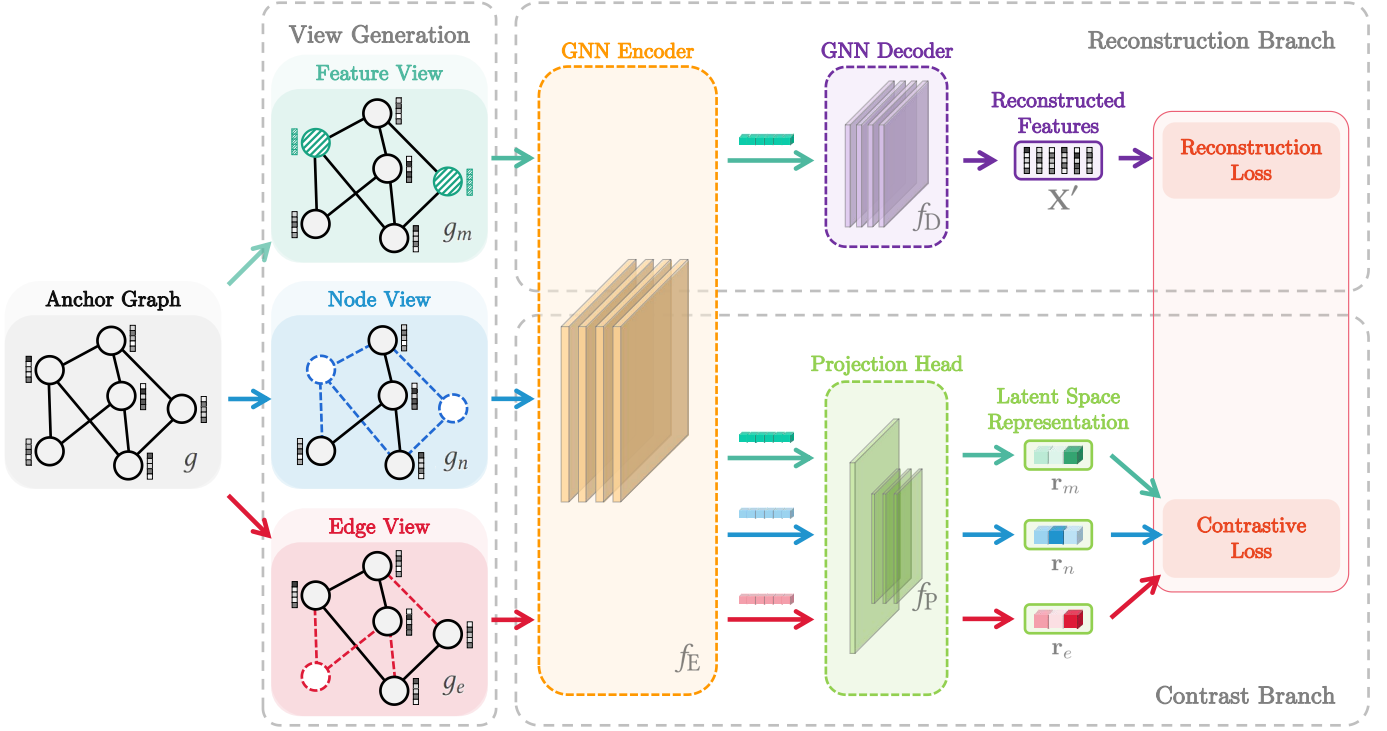 View Generation
Feature View
g_m
Anchor Graph
g
Node View
g_n
Edge View
g_e
GNN Encoder
f_E
Reconstruction Branch
GNN Decoder
f_D
Reconstructed
Features
X′
Reconstruction
Loss
Projection Head
f_P
Latent Space
Representation
r_m
r_n
r_e
Contrastive
Loss
Contrast Branch